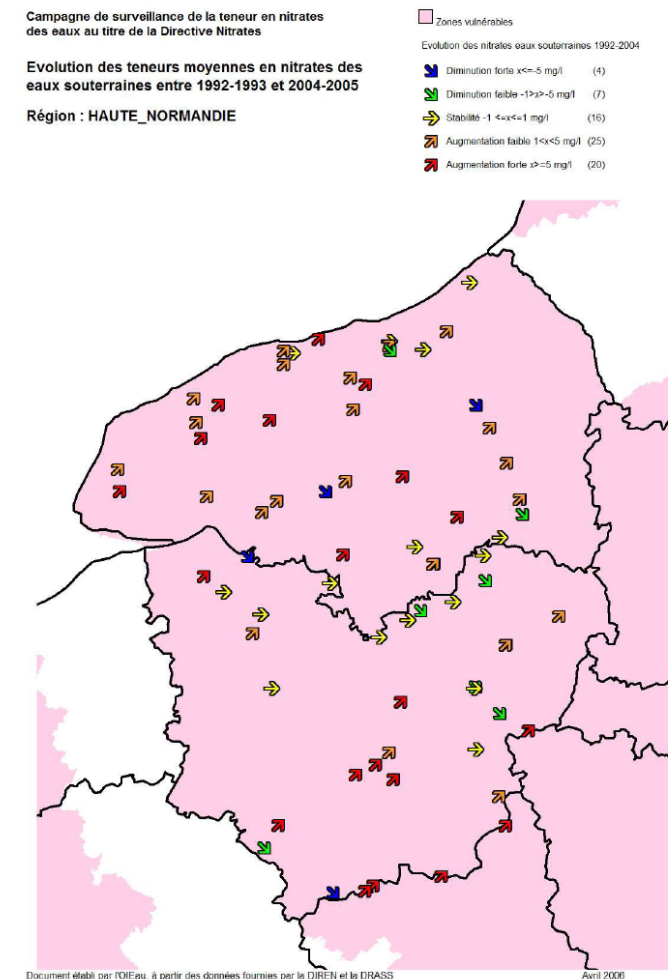 Campagne de surveillance de la teneur en nitrates
des eaux au titre de la Directive Nitrates
Evolution des teneurs moyennes en nitrates des
eaux souterraines entre 1992-1993 et 2004-2005
Région : HAUTE_NORMANDIE
Zones vulnérables
Evolution des nitrates eaux souterraines 1992-2004
Diminution forte x<=-5 mg/l (4)
Diminution faible -1>x>-5 mg/l (7)
Stabilité -1 <=x<=1 mg/l (16)
Augmentation faible 1<x<5 mg/l (25)
Augmentation forte x>=5 mg/l (20)
Document établi par l'OIEau, à partir des données fournies par la DIREN et la DRASS
Avril 2006